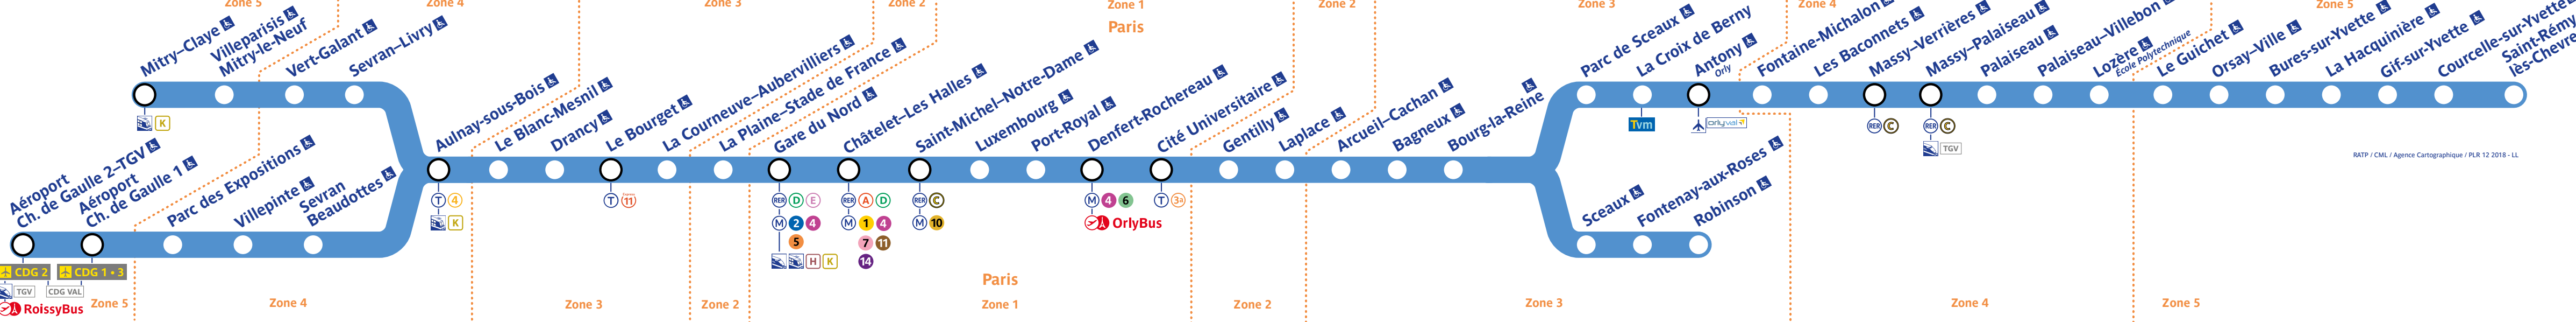 Zone 5
Zone 4
Zone 3
Zone 2
Zone 1
Zone 2
Zone 3
Zone 4
Zone 5
Paris
Mitry–Claye
Villeparisis
Mitry-le-Neuf
Vert-Galant
Sevran–Livry
K
Aéroport
Ch. de Gaulle 2–TGV
Aéroport
Ch. de Gaulle 1
Parc des Expositions
Villepinte
Sevran
Beaudottes
CDG 2
CDG 1 • 3
TGV
CDG VAL
RoissyBus
Aulnay-sous-Bois
T 4
K
Le Blanc-Mesnil
Drancy
Le Bourget
T 11
La Courneuve–Aubervilliers
La Plaine–Stade de France
Gare du Nord
RER D E
M 2 4
5
H K
Châtelet–Les Halles
RER A D
M 1 4
7 11
14
Saint-Michel–Notre-Dame
RER C
M 10
Luxembourg
Port-Royal
Denfert-Rochereau
M 4 6
OrlyBus
Cité Universitaire
T 3a
Gentilly
Laplace
Arcueil–Cachan
Bagneux
Bourg-la-Reine
Parc de Sceaux
La Croix de Berny
Tvm
Antony
Orly
orlyval
Fontaine-Michalon
Les Baconnets
Massy–Verrières
RER C
Massy–Palaiseau
RER C
TGV
Palaiseau
Palaiseau–Villebon
Lozère
École Polytechnique
Le Guichet
Orsay–Ville
Bures-sur-Yvette
La Hacquinière
Gif-sur-Yvette
Courcelle-sur-Yvette
Saint-Rémy
lès-Chevre
Sceaux
Fontenay-aux-Roses
Robinson
RATP / CML / Agence Cartographique / PLR 12 2018 - LL
Paris
Zone 5
Zone 4
Zone 3
Zone 2
Zone 1
Zone 2
Zone 3
Zone 4
Zone 5